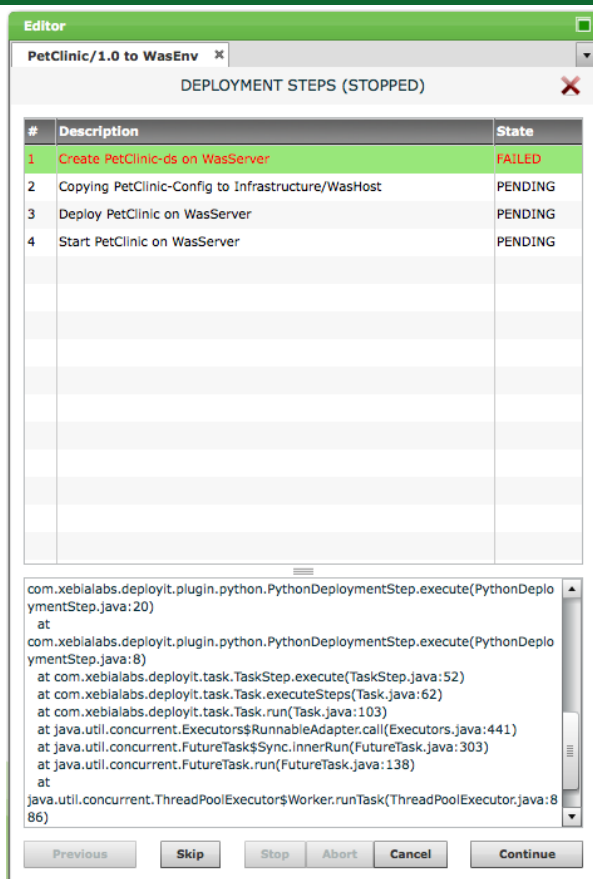 Editor
PetClinic/1.0 to WasEnv
DEPLOYMENT STEPS (STOPPED)
# Description State
1 Create PetClinic-ds on WasServer FAILED
2 Copying PetClinic-Config to Infrastructure/WasHost PENDING
3 Deploy PetClinic on WasServer PENDING
4 Start PetClinic on WasServer PENDING
com.xebialabs.deployit.plugin.python.PythonDeploymentStep.execute(PythonDeplo
ymentStep.java:20)
at
com.xebialabs.deployit.plugin.python.PythonDeploymentStep.execute(PythonDeplo
ymentStep.java:8)
at com.xebialabs.deployit.task.TaskStep.execute(TaskStep.java:52)
at com.xebialabs.deployit.task.Task.executeSteps(Task.java:62)
at com.xebialabs.deployit.task.Task.run(Task.java:103)
at java.util.concurrent.Executors$RunnableAdapter.call(Executors.java:441)
at java.util.concurrent.FutureTask$Sync.innerRun(FutureTask.java:303)
at java.util.concurrent.FutureTask.run(FutureTask.java:138)
at
java.util.concurrent.ThreadPoolExecutor$Worker.runTask(ThreadPoolExecutor.java:8
86)
Previous Skip Stop Abort Cancel Continue